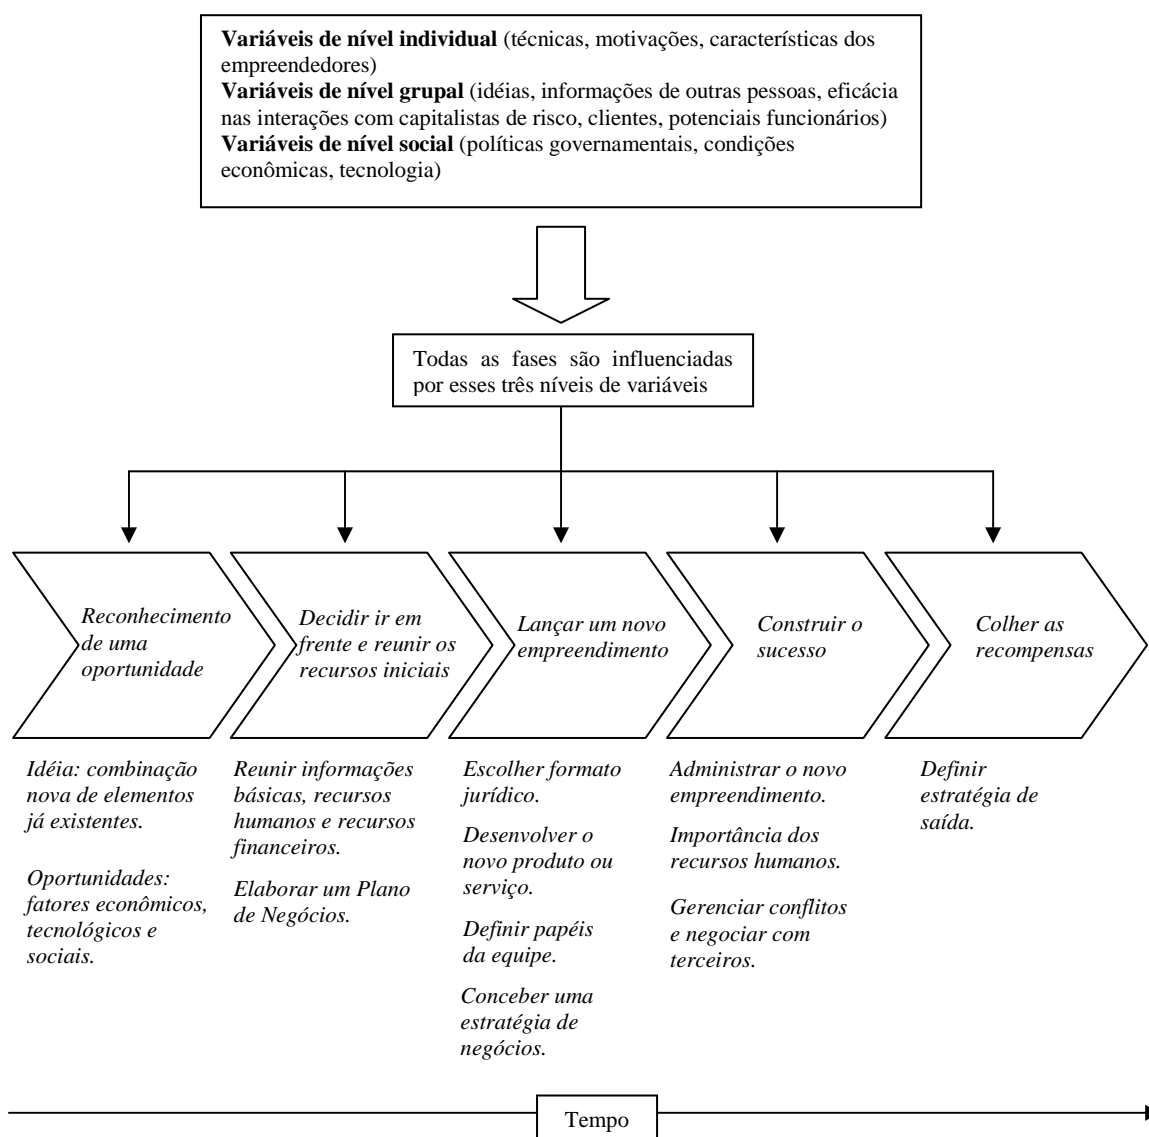 Variáveis de nível individual (técnicas, motivações, características dos
empreendedores)
Variáveis de nível grupal (idéias, informações de outras pessoas, eficácia
nas interações com capitalistas de risco, clientes, potenciais funcionários)
Variáveis de nível social (políticas governamentais, condições
econômicas, tecnologia)
Todas as fases são influenciadas
por esses três níveis de variáveis
Reconhecimento
de uma
oportunidade
Decidir ir em
frente e reunir os
recursos iniciais
Lançar um novo
empreendimento
Construir o
sucesso
Colher as
recompensas
Idéia: combinação
nova de elementos
já existentes.
Oportunidades:
fatores econômicos,
tecnológicos e
sociais.
Reunir informações
básicas, recursos
humanos e recursos
financeiros.
Elaborar um Plano
de Negócios.
Escolher formato
jurídico.
Desenvolver o
novo produto ou
serviço.
Definir papéis
da equipe.
Conceber uma
estratégia de
negócios.
Administrar o novo
empreendimento.
Importância dos
recursos humanos.
Gerenciar conflitos
e negociar com
terceiros.
Definir
estratégia de
saída.
Tempo